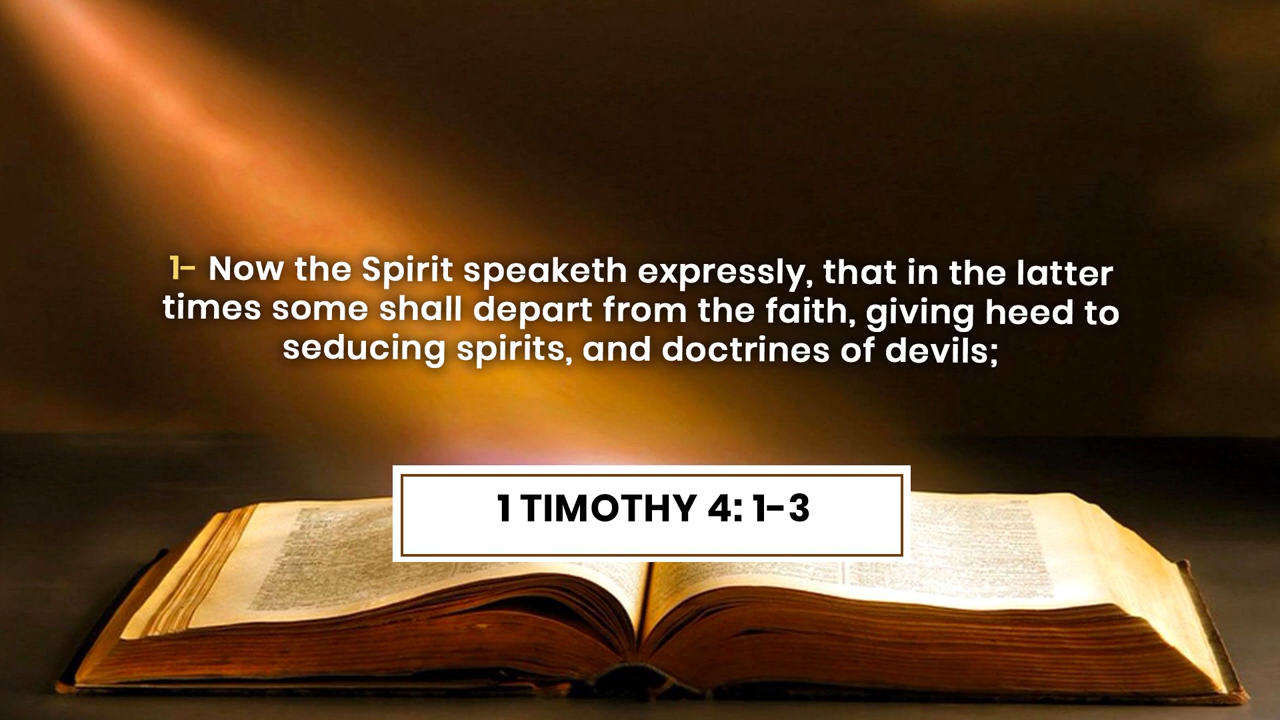 1- Now the Spirit speaketh expressly, that in the latter
times some shall depart from the faith, giving heed to
seducing spirits, and doctrines of devils;
1 TIMOTHY 4: 1-3